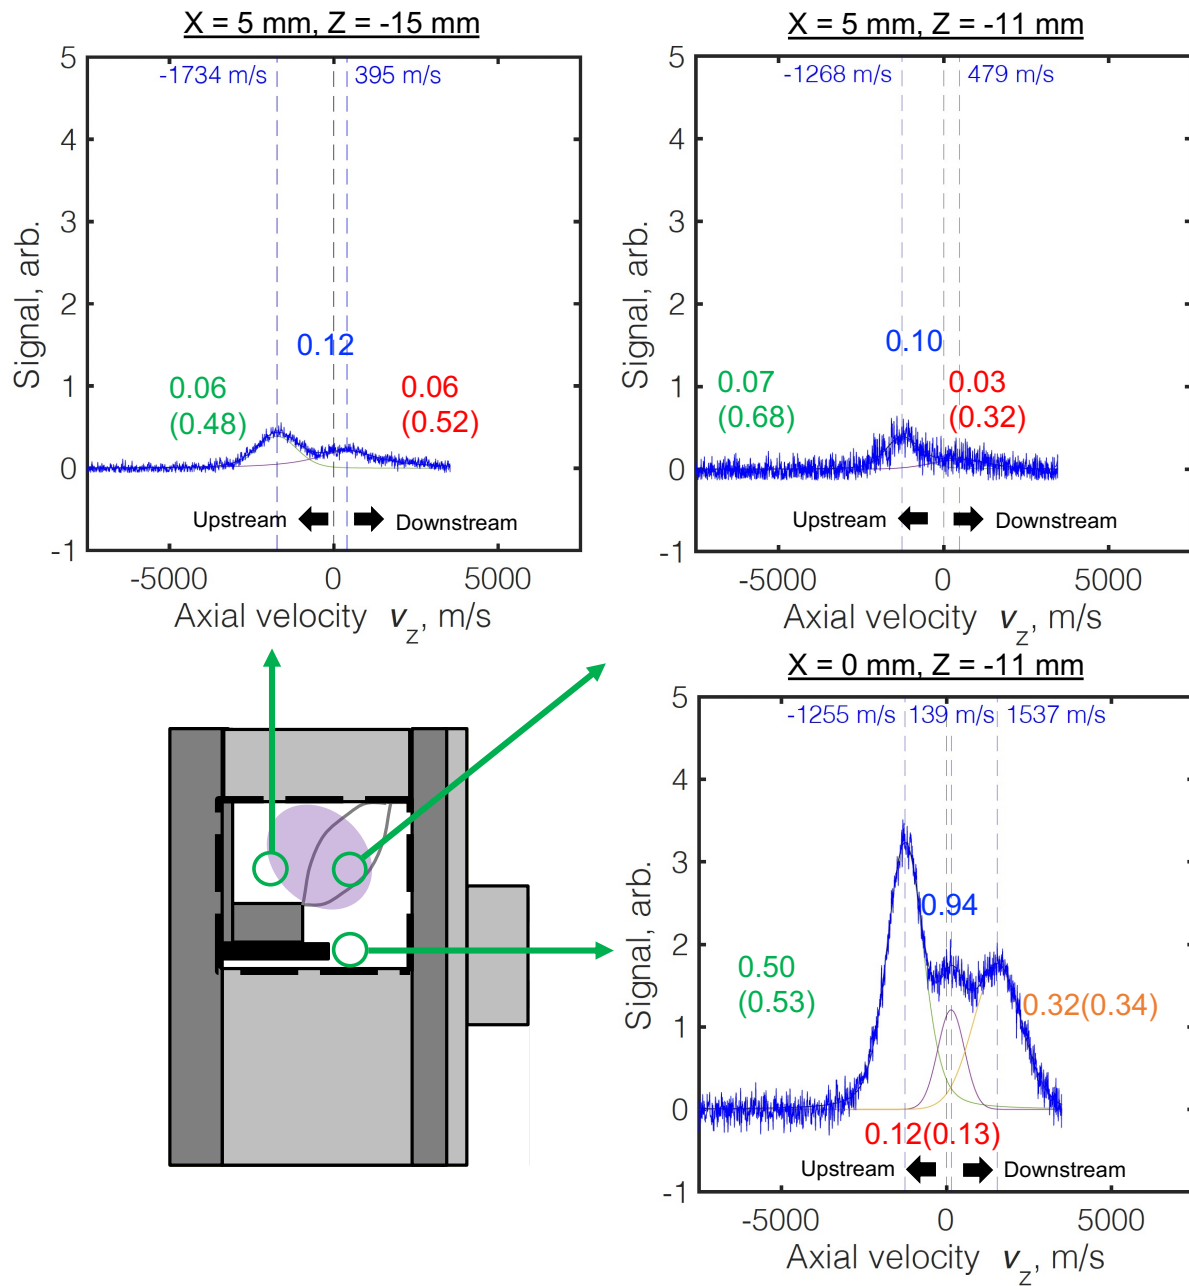 X = 5 mm, Z = -15 mm
-1734 m/s 395 m/s
5
4
3
2
1
0
-1
Signal, arb.
0.12
0.06
(0.48)
0.06
(0.52)
Upstream Downstream
-5000 0 5000
Axial velocity vz, m/s
X = 5 mm, Z = -11 mm
-1268 m/s 479 m/s
5
4
3
2
1
0
-1
Signal, arb.
0.10
0.07
(0.68)
0.03
(0.32)
Upstream Downstream
-5000 0 5000
Axial velocity vz, m/s
X = 0 mm, Z = -11 mm
-1255 m/s 139 m/s 1537 m/s
5
4
3
2
1
0
-1
Signal, arb.
0.94
0.50
(0.53)
0.32(0.34)
0.12(0.13)
Upstream Downstream
-5000 0 5000
Axial velocity vz, m/s